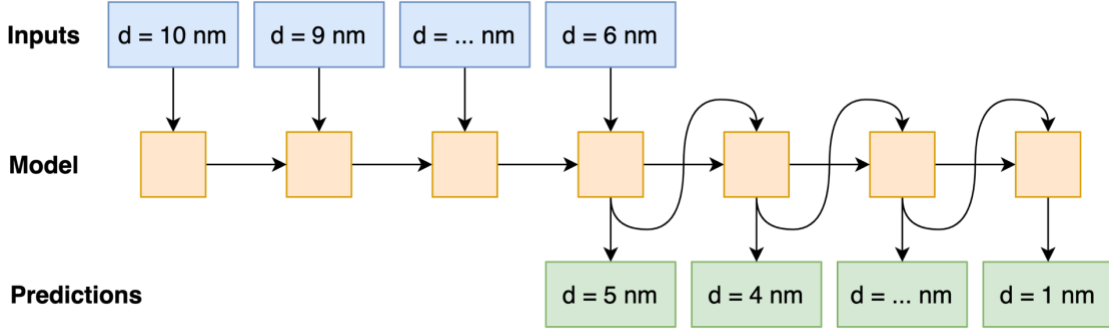 Inputs
d = 10 nm
d = 9 nm
d = ... nm
d = 6 nm
Model
Predictions
d = 5 nm
d = 4 nm
d = ... nm
d = 1 nm